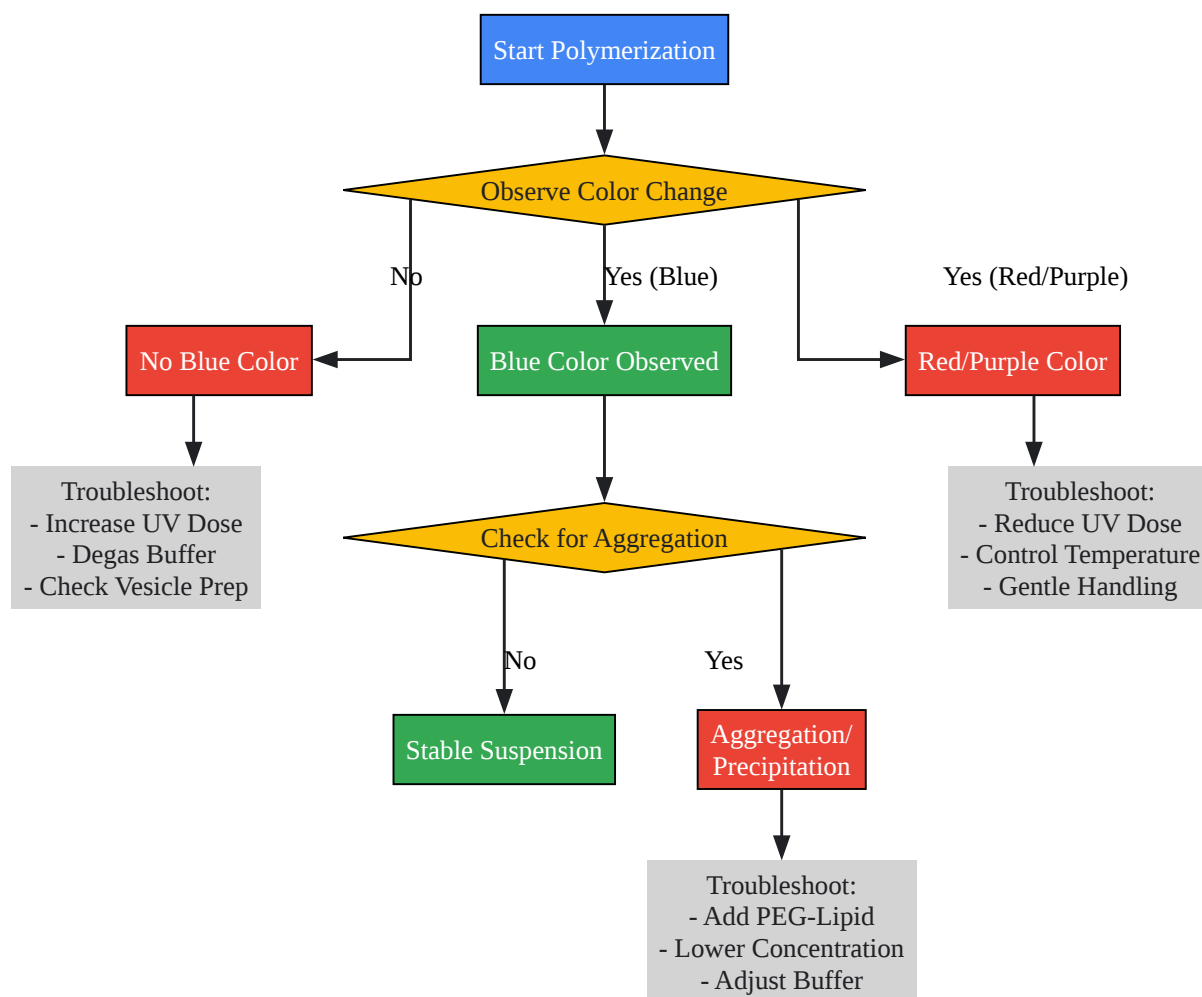 Start Polymerization
Observe Color Change
No
Yes (Blue)
Yes (Red/Purple)
No Blue Color
Blue Color Observed
Red/Purple Color
Troubleshoot:
- Increase UV Dose
- Degas Buffer
- Check Vesicle Prep
Troubleshoot:
- Reduce UV Dose
- Control Temperature
- Gentle Handling
Check for Aggregation
No
Yes
Stable Suspension
Aggregation/
Precipitation
Troubleshoot:
- Add PEG-Lipid
- Lower Concentration
- Adjust Buffer